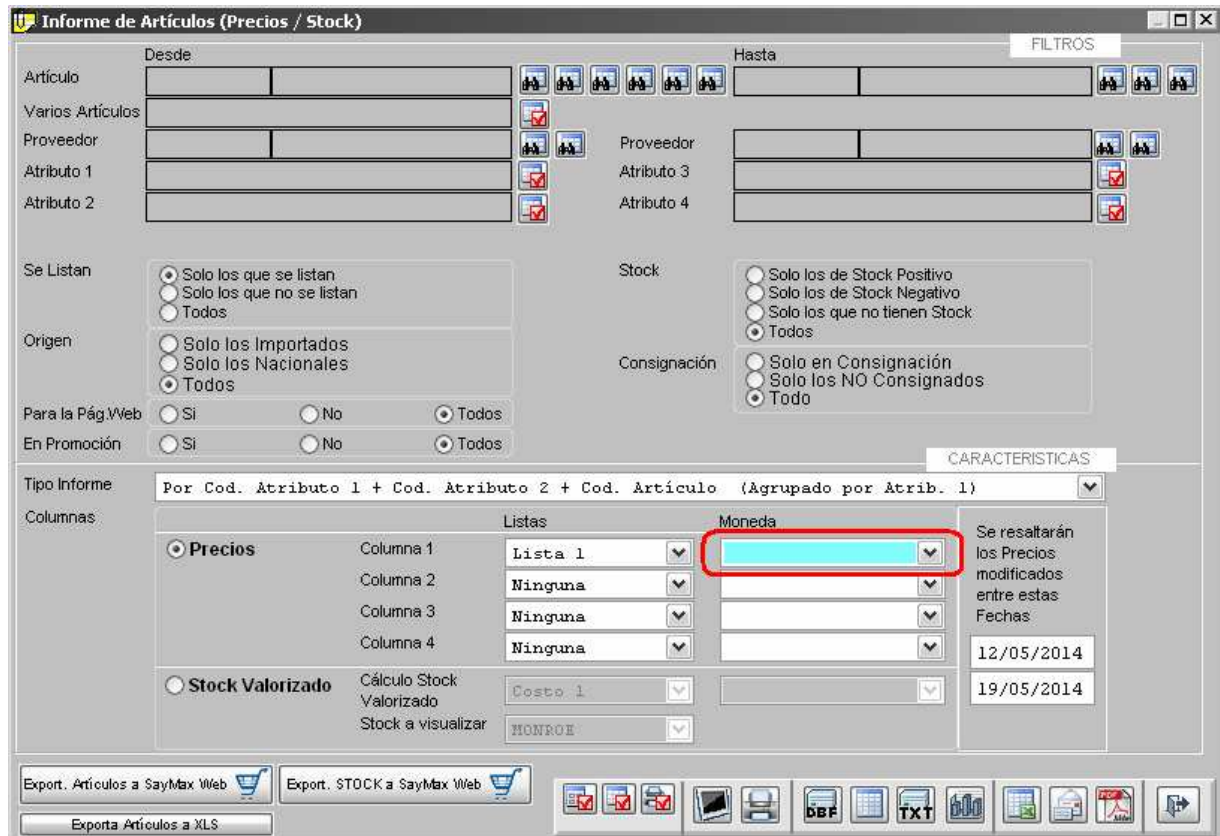 Informe de Artículos (Precios / Stock)
FILTROS
Desde Hasta
Artículo
Varios Artículos
Proveedor Proveedor
Atributo 1 Atributo 3
Atributo 2 Atributo 4
Se Listan
Solo los que se listan
Solo los que no se listan
Todos
Stock
Solo los de Stock Positivo
Solo los de Stock Negativo
Solo los que no tienen Stock
Todos
Origen
Solo los Importados
Solo los Nacionales
Todos
Consignación
Solo en Consignación
Solo los NO Consignados
Todo
Para la Pág.Web Si No Todos
En Promoción Si No Todos
CARACTERISTICAS
Tipo Informe Por Cod. Atributo 1 + Cod. Atributo 2 + Cod. Artículo (Agrupado por Atrib. 1)
Columnas
Listas Moneda
Precios
Columna 1 Lista 1
Columna 2 Ninguna
Columna 3 Ninguna
Columna 4 Ninguna
Se resaltarán
los Precios
modificados
entre estas
Fechas
12/05/2014
19/05/2014
Stock Valorizado
Cálculo Stock
Valorizado
Costo 1
Stock a visualizar MONROE
Export. Artículos a SayMax Web
Export. STOCK a SayMax Web
Exporta Artículos a XLS
DBF TXT PDF